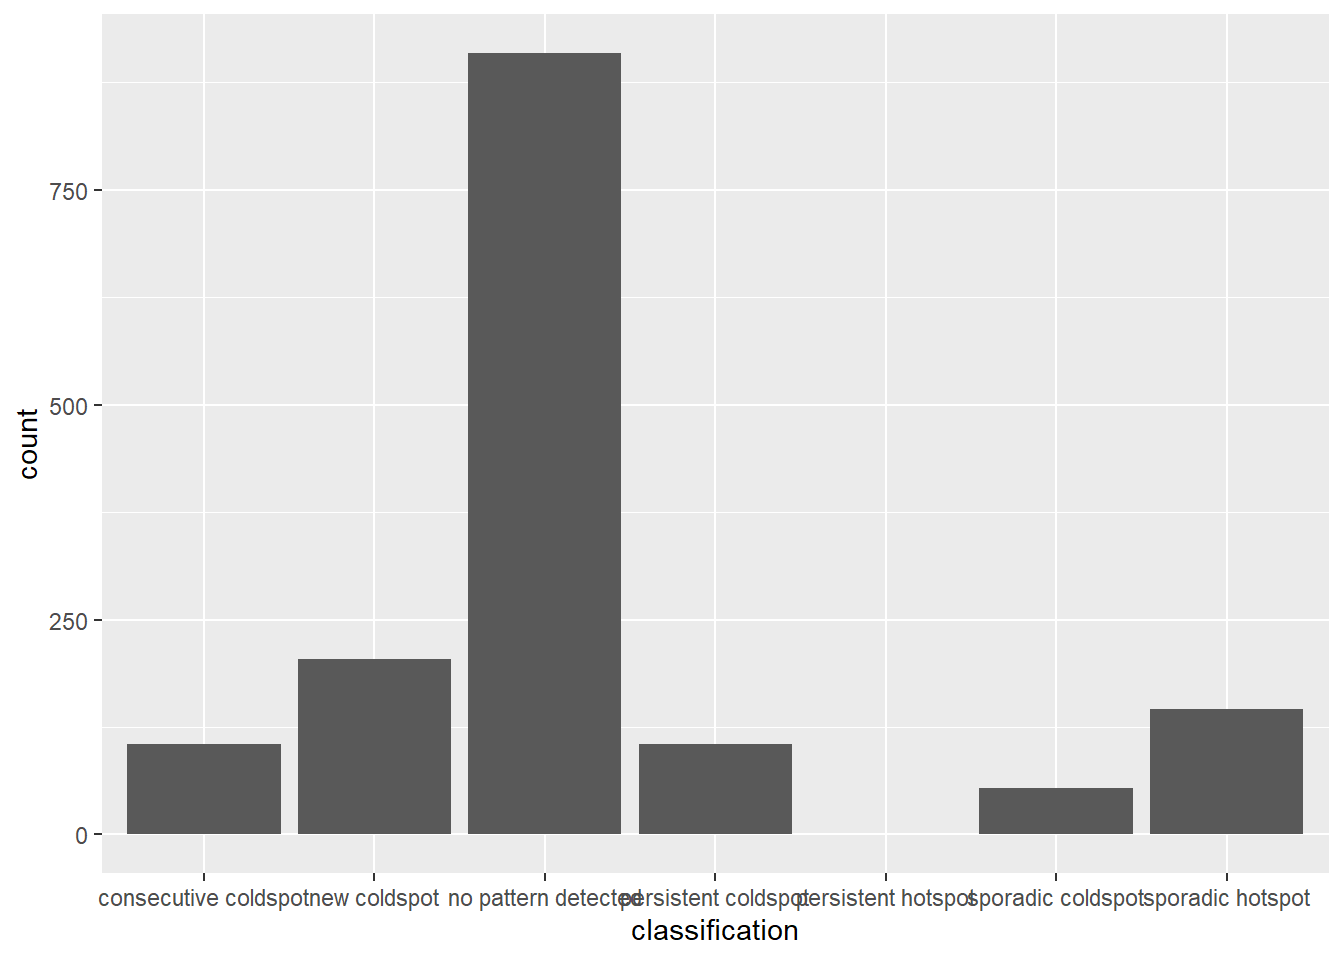 count
750
500
250
0
consecutive coldspot new coldspot no pattern detected persistent coldspot persistent hotspot sporadic coldspot sporadic hotspot
classification